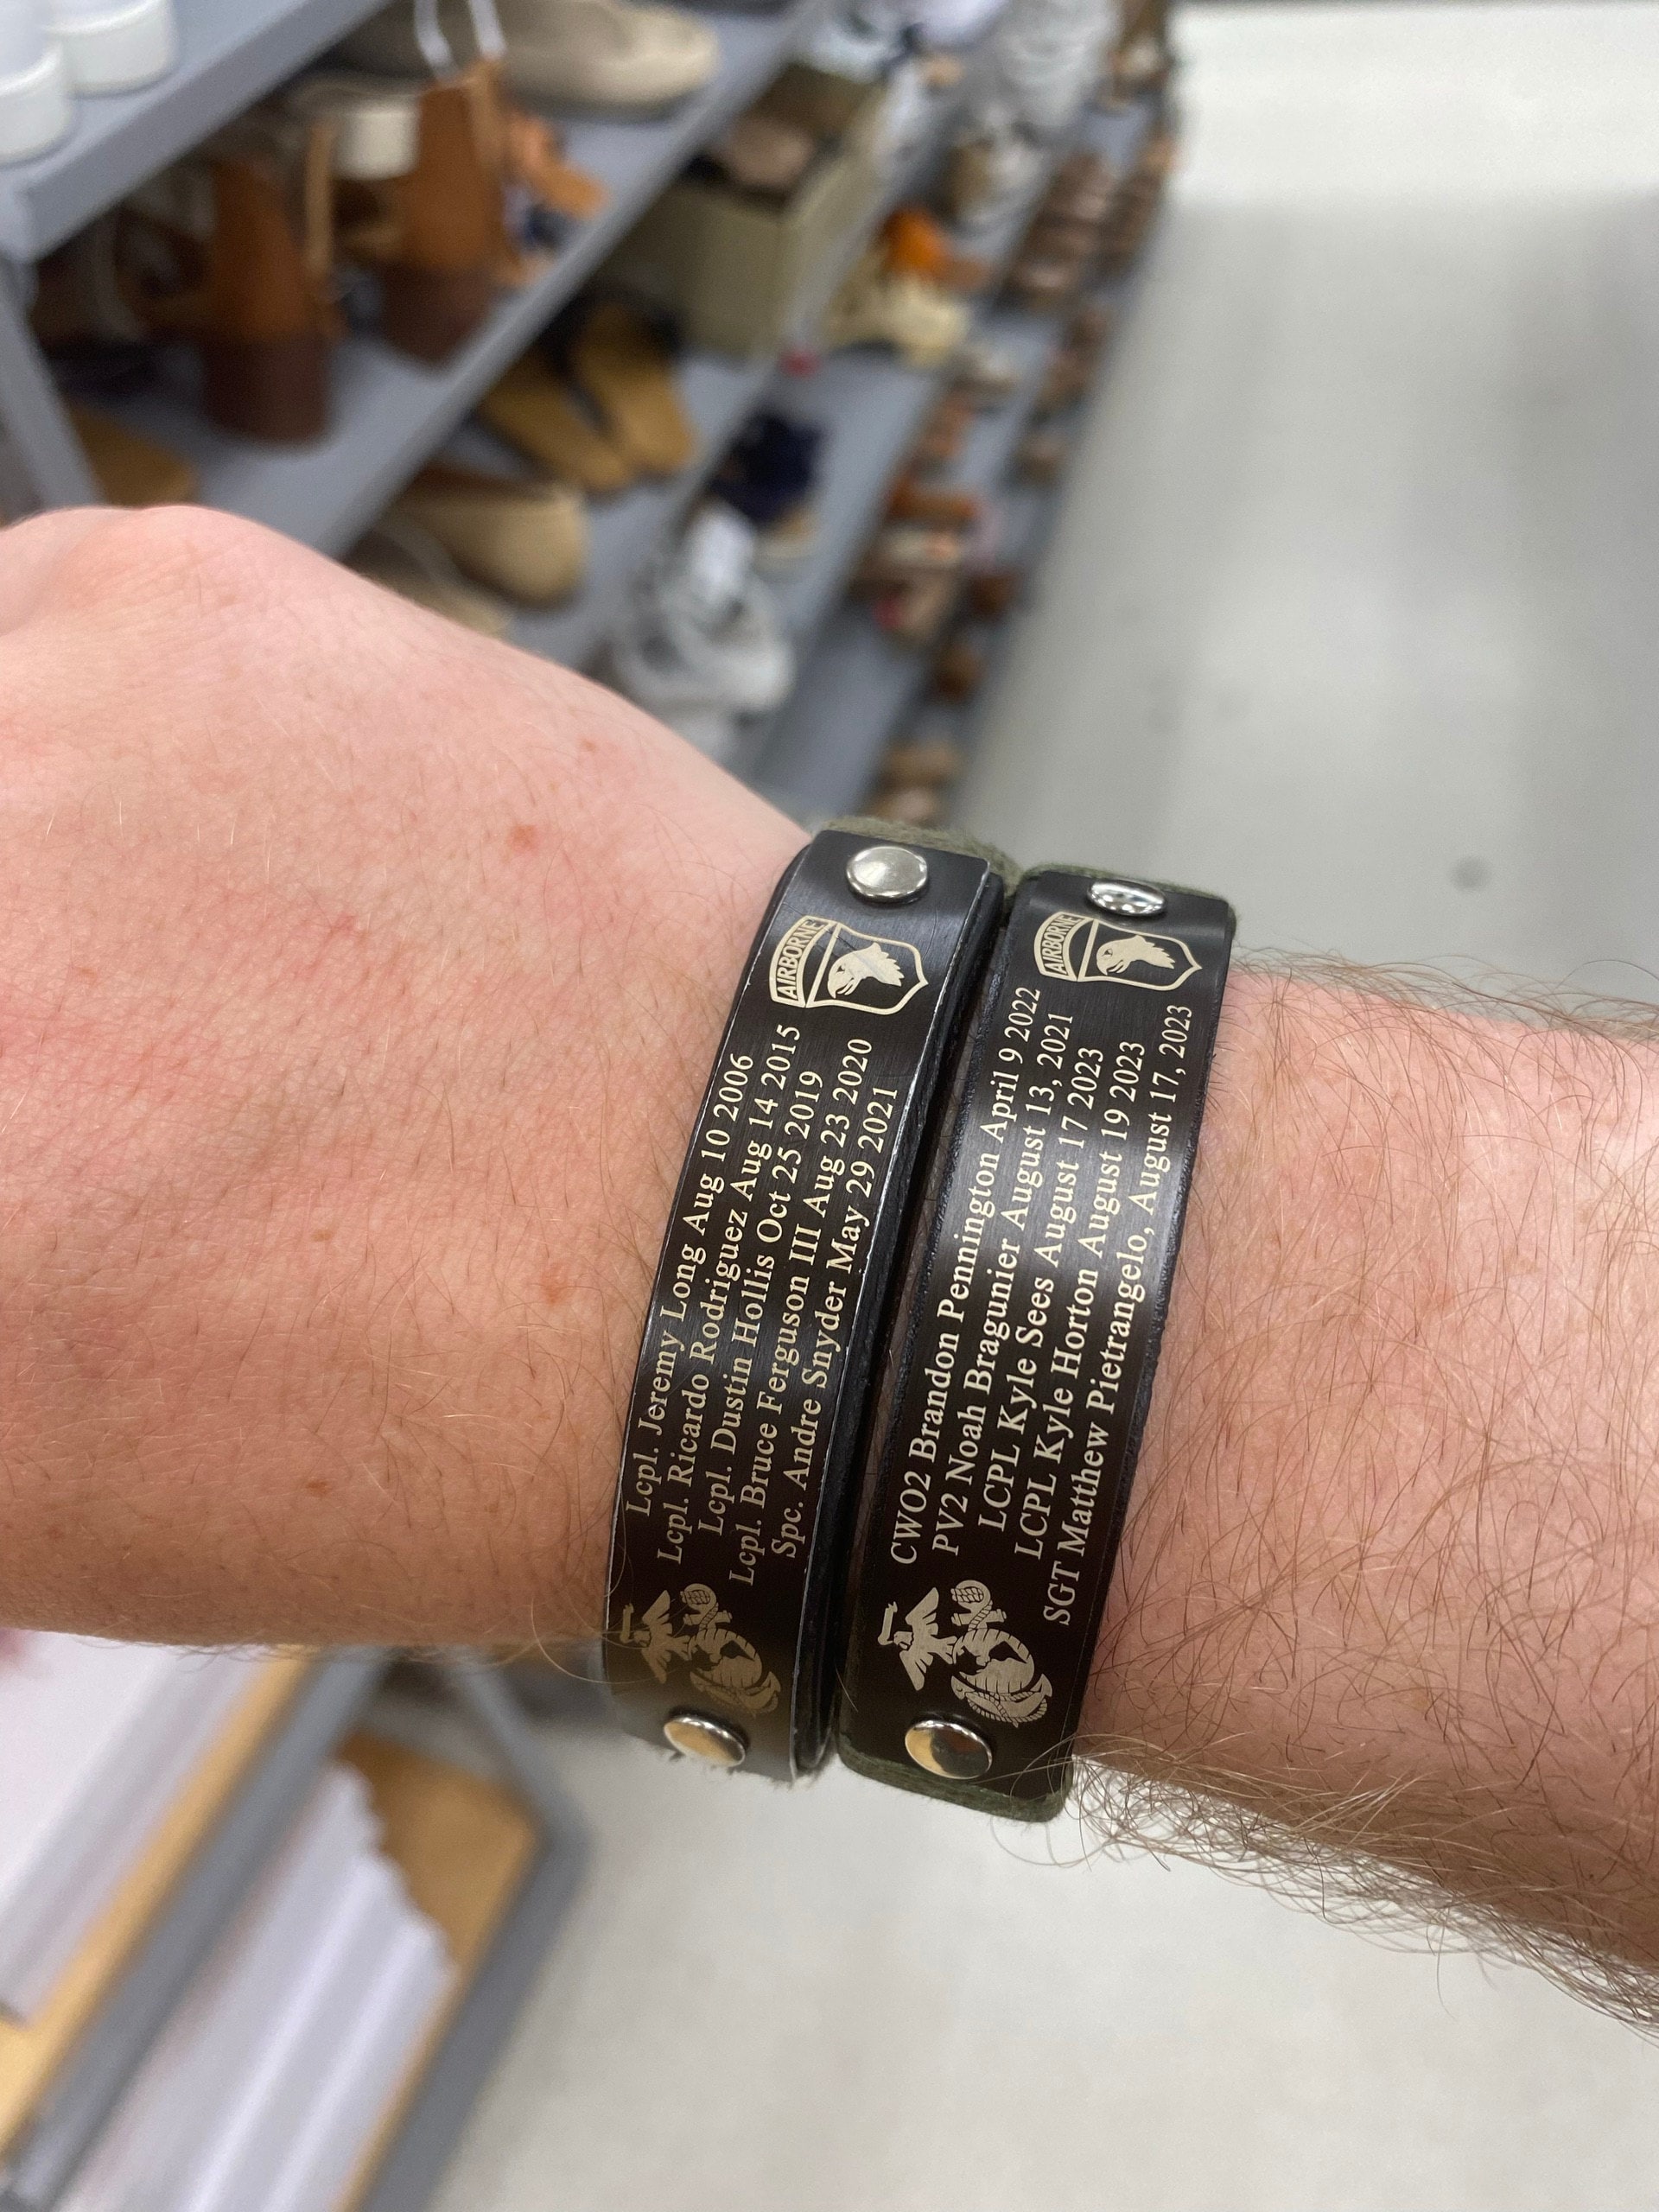 AIRBORNE
Lcpl. Jeremy Long Aug 10 2006
Lcpl. Ricardo Rodriguez Aug 14 2015
Lcpl. Dustin Hollis Oct 25 2019
Lcpl. Bruce Ferguson III Aug 23 2020
Spc. Andre Snyder May 29 2021
AIRBORNE
CWO2 Brandon Pennington April 9 2022
PV2 Noah Bragunier August 13, 2021
LCPL Kyle Sees August 17 2023
LCPL Kyle Horton August 19 2023
SGT Matthew Pietrangelo, August 17, 2023